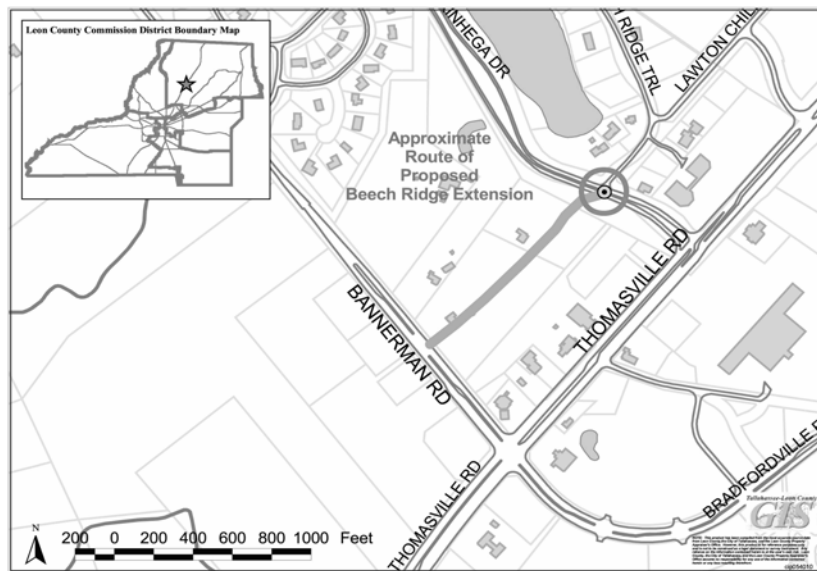 Leon County Commission District Boundary Map
INHEGA DR
RIDGE TRL
LAWTON CHIL
Approximate
Route of
Proposed
Beech Ridge Extension
BANNERMAN RD
THOMASVILLE RD
THOMASVILLE RD
BRADFORDVILLE
Tallahassee-Leon County
GIS
N
200 0 200 400 600 800 1000 Feet